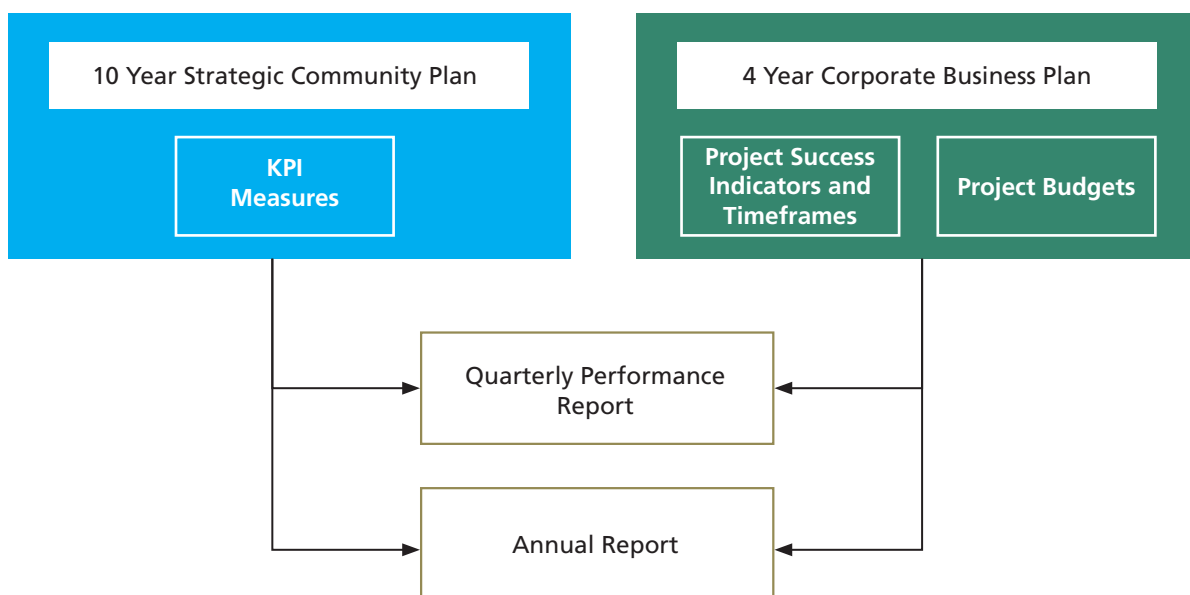 10 Year Strategic Community Plan
KPI
Measures
4 Year Corporate Business Plan
Project Success
Indicators and
Timeframes
Project Budgets
Quarterly Performance
Report
Annual Report